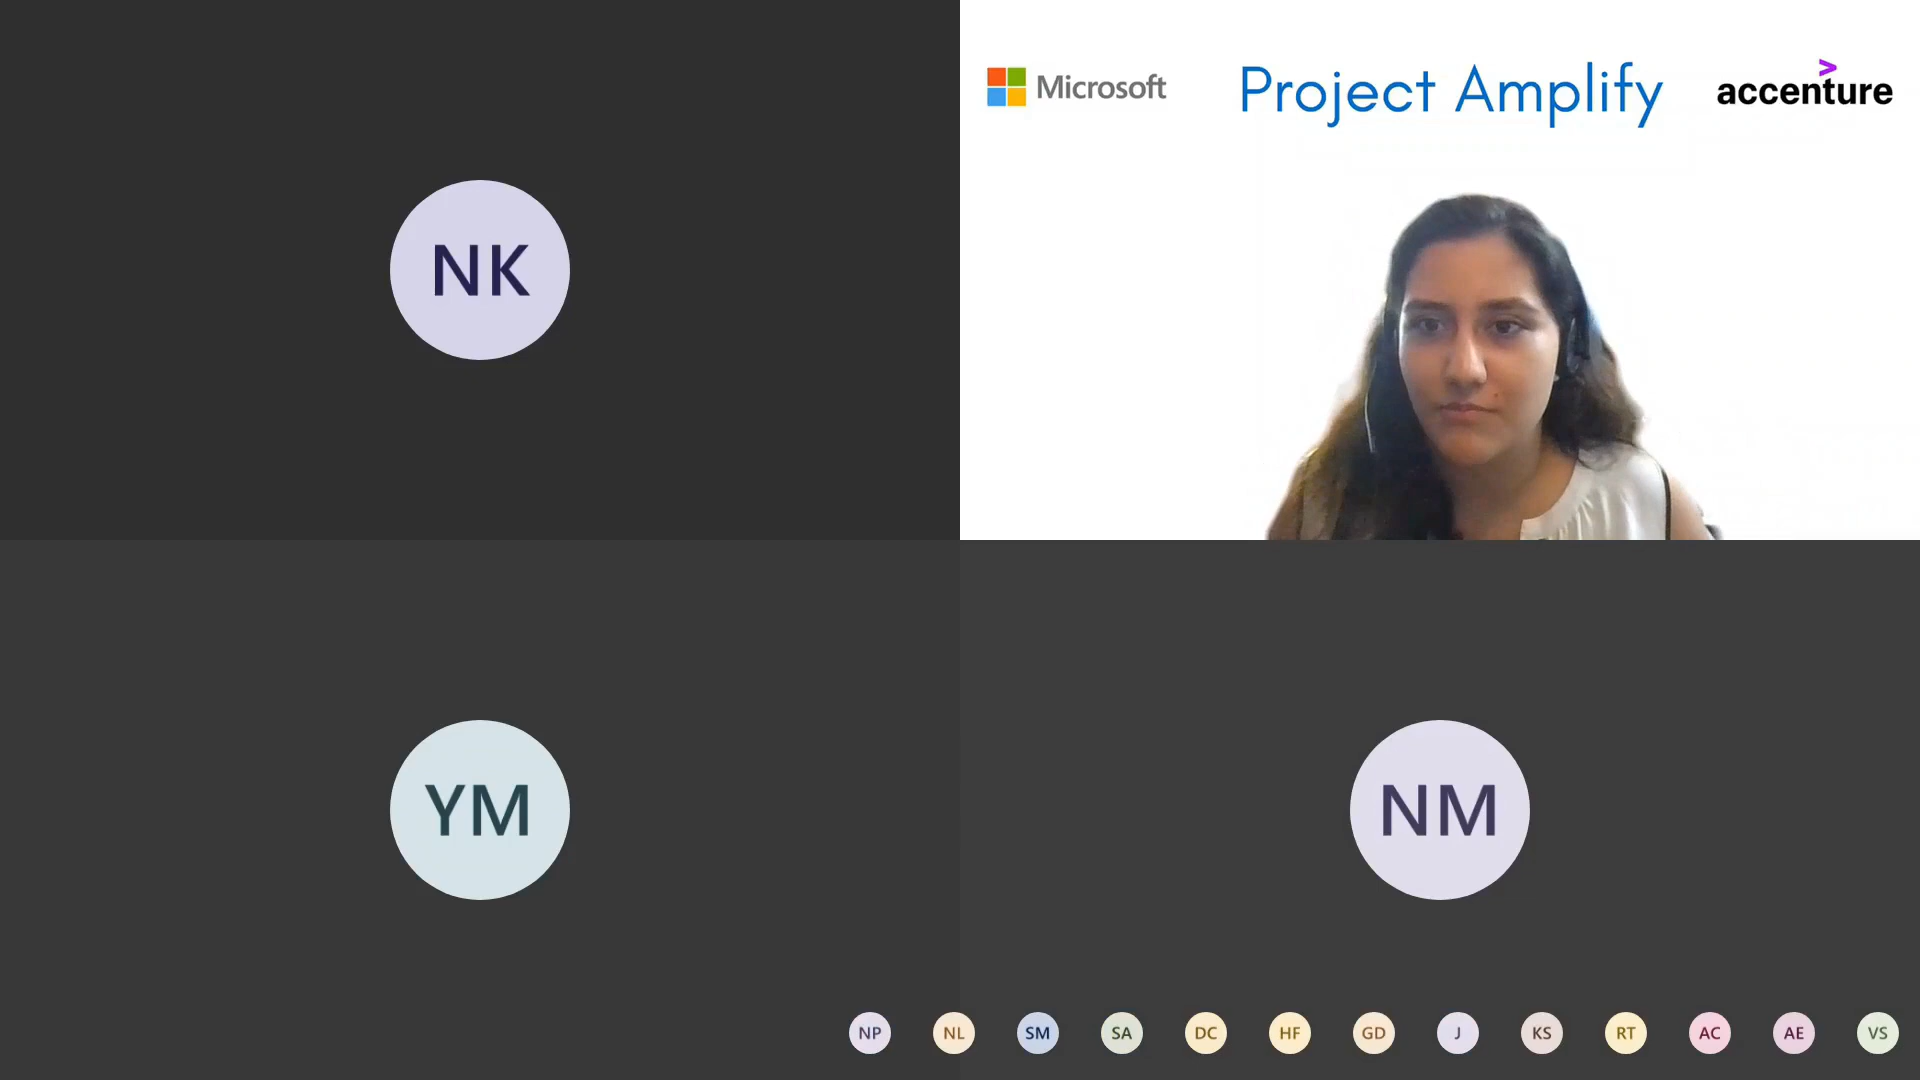 NK
Microsoft
Project Amplify
accenture
YM
NM
NP
NL
SM
SA
DC
HF
GD
J
KS
RT
AC
AE
VS